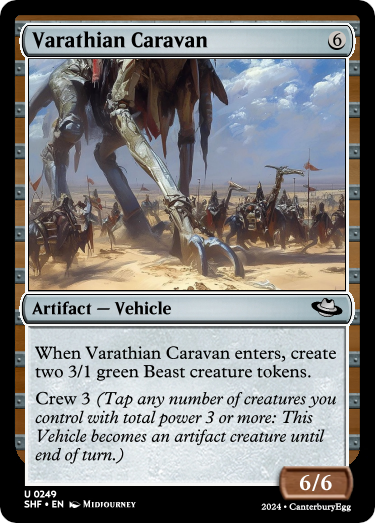 Varathian Caravan 6
Artifact — Vehicle
When Varathian Caravan enters, create
two 3/1 green Beast creature tokens.
Crew 3 (Tap any number of creatures you
control with total power 3 or more: This
Vehicle becomes an artifact creature until
end of turn.)
6/6
U 0249
SHF • EN Midjourney
2024 • CanterburyEgg